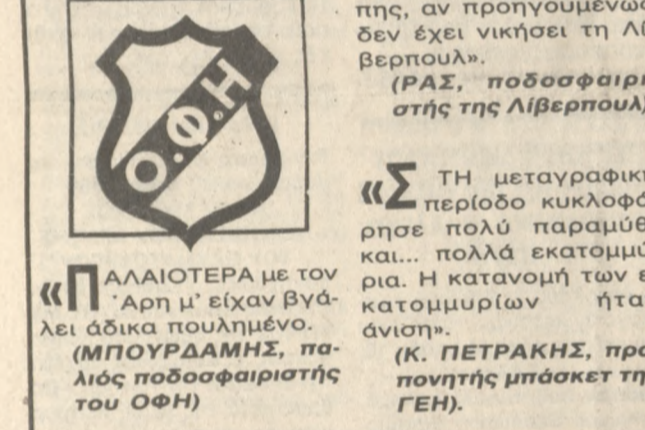 Ο.Φ.Η
«ΠΑΛΑΙΟΤΕΡΑ με τον
Άρη μ' είχαν βγά-
λει άδικα πουλημένο.
(ΜΠΟΥΡΔΑΜΗΣ, πα-
λιός ποδοσφαιριστής
του ΟΦΗ)
πης, αν προηγουμένως
δεν έχει νικήσει τη Λί
βερπουλ».
(ΡΑΣ, ποδοσφαιρι
στής της Λίβερπουλ)
«ΣΤΗ μεταγραφική
περίοδο κυκλοφό
ρησε πολύ παραμύθ
και... πολλά εκατομμύ
ρια. Η κατανομή των ε
κατομμυρίων ήτα
άνιση».
(Κ. ΠΕΤΡΑΚΗΣ, προ
πονητής μπάσκετ τη
ΓΕΗ).